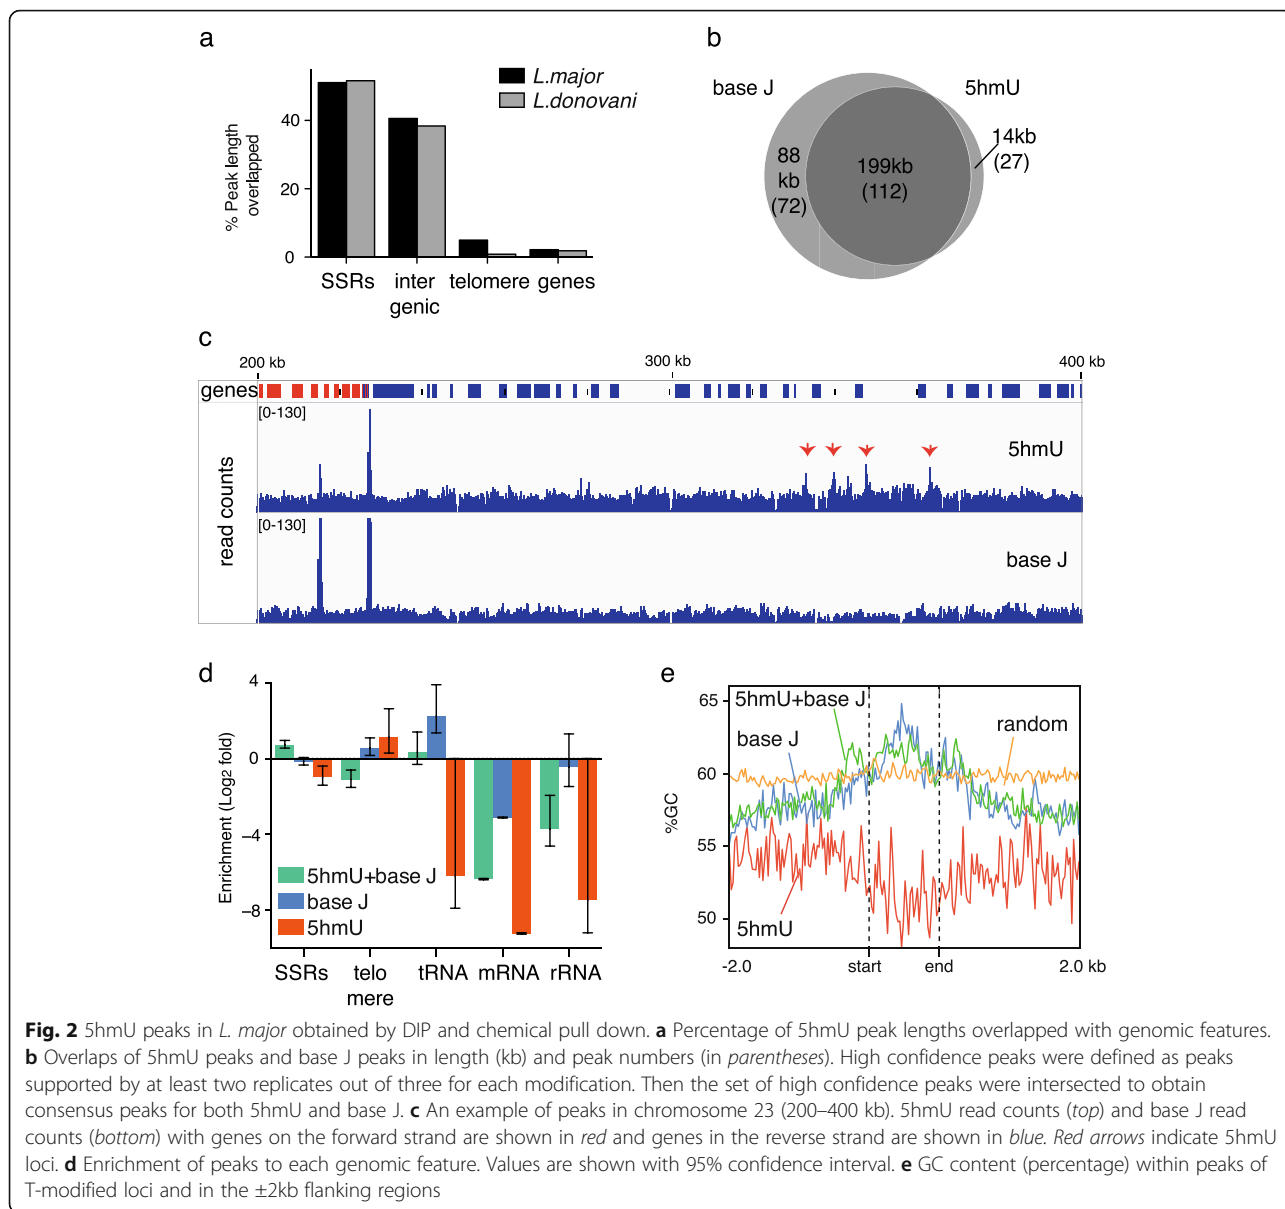 a
L.major
L.donovani
% Peak length
overlapped
40
20
0
SSRs
inter
genic
telomere
genes
b
base J
5hmU
88
kb
(72)
199kb
(112)
14kb
(27)
c
200 kb
300 kb
400 kb
genes
read counts
[0-130]
5hmU
[0-130]
base J
d
Enrichment (Log2 fold)
4
0
−4
−8
5hmU+base J
base J
5hmU
SSRs
telo
mere
tRNA
mRNA
rRNA
e
%GC
65
60
55
50
5hmU+base J
base J
random
5hmU
-2.0
start
end
2.0 kb
Fig. 2 5hmU peaks in L. major obtained by DIP and chemical pull down. a Percentage of 5hmU peak lengths overlapped with genomic features.
b Overlaps of 5hmU peaks and base J peaks in length (kb) and peak numbers (in parentheses). High confidence peaks were defined as peaks
supported by at least two replicates out of three for each modification. Then the set of high confidence peaks were intersected to obtain
consensus peaks for both 5hmU and base J. c An example of peaks in chromosome 23 (200–400 kb). 5hmU read counts (top) and base J read
counts (bottom) with genes on the forward strand are shown in red and genes in the reverse strand are shown in blue. Red arrows indicate 5hmU
loci. d Enrichment of peaks to each genomic feature. Values are shown with 95% confidence interval. e GC content (percentage) within peaks of
T-modified loci and in the ±2kb flanking regions